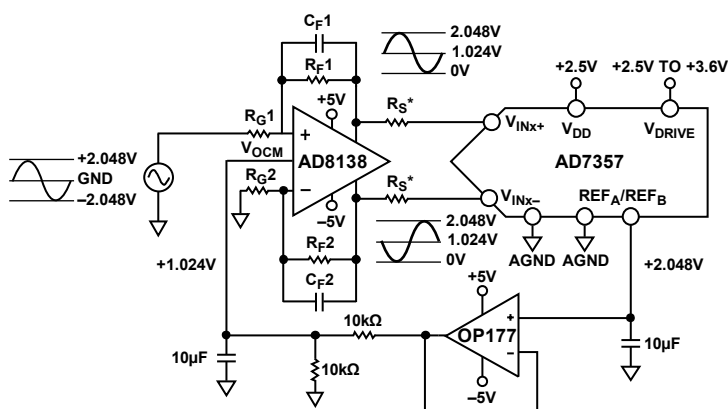 CF1
2.048V
1.024V
0V
RF1
+2.5V
+2.5V TO +3.6V
+5V
RS*
RG1
VINx+
VDD
VDRIVE
+
VOCM
AD8138
AD7357
+2.048V
GND
–2.048V
RG2
–
RS*
VINx–
REFA/REFB
–5V
2.048V
1.024V
0V
AGND
AGND
RF2
+1.024V
+2.048V
CF2
+5V
10kΩ
+
OP177
–
10µF
10kΩ
10µF
–5V